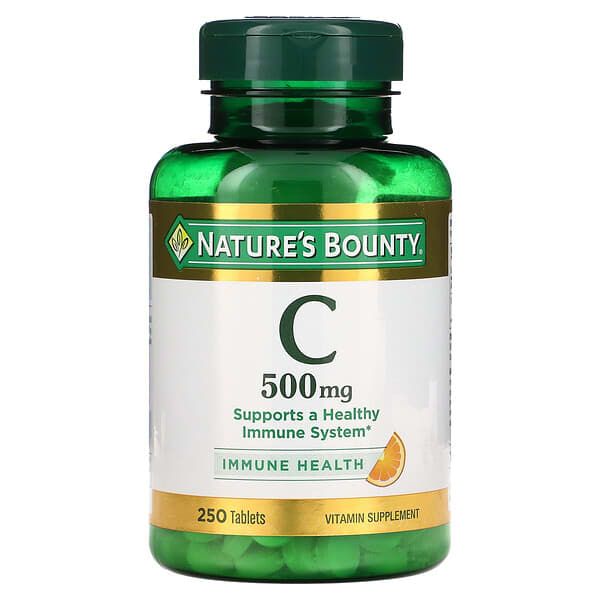 NATURE'S BOUNTY®
C
500mg
Supports a Healthy
Immune System*
IMMUNE HEALTH
250 Tablets
VITAMIN SUPPLEMENT